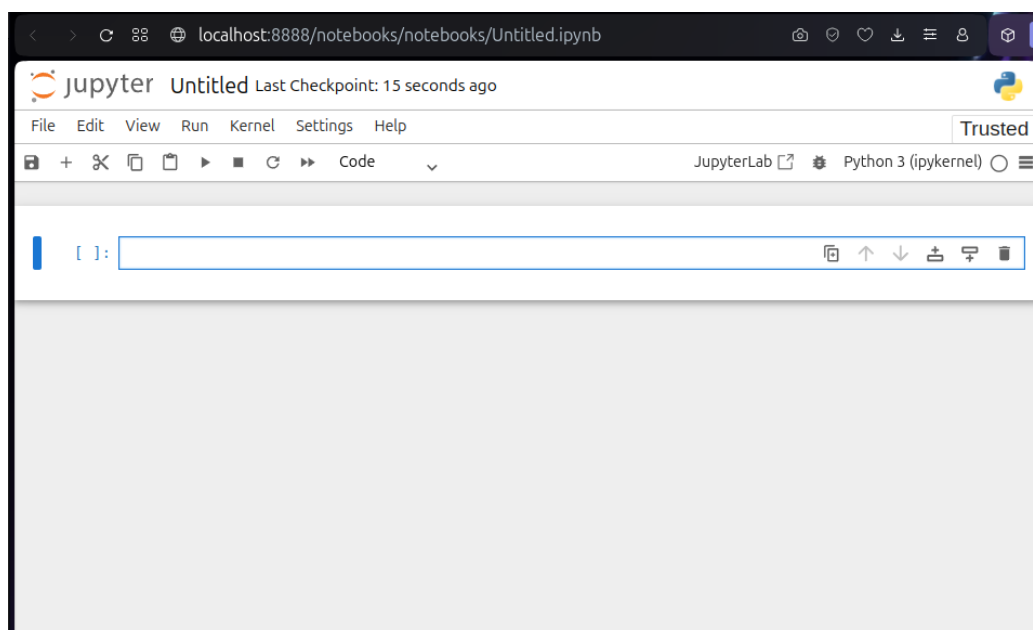 localhost:8888/notebooks/notebooks/Untitled.ipynb
jupyter Untitled Last Checkpoint: 15 seconds ago
File Edit View Run Kernel Settings Help
Trusted
Code JupyterLab Python 3 (ipykernel)
[ ]: